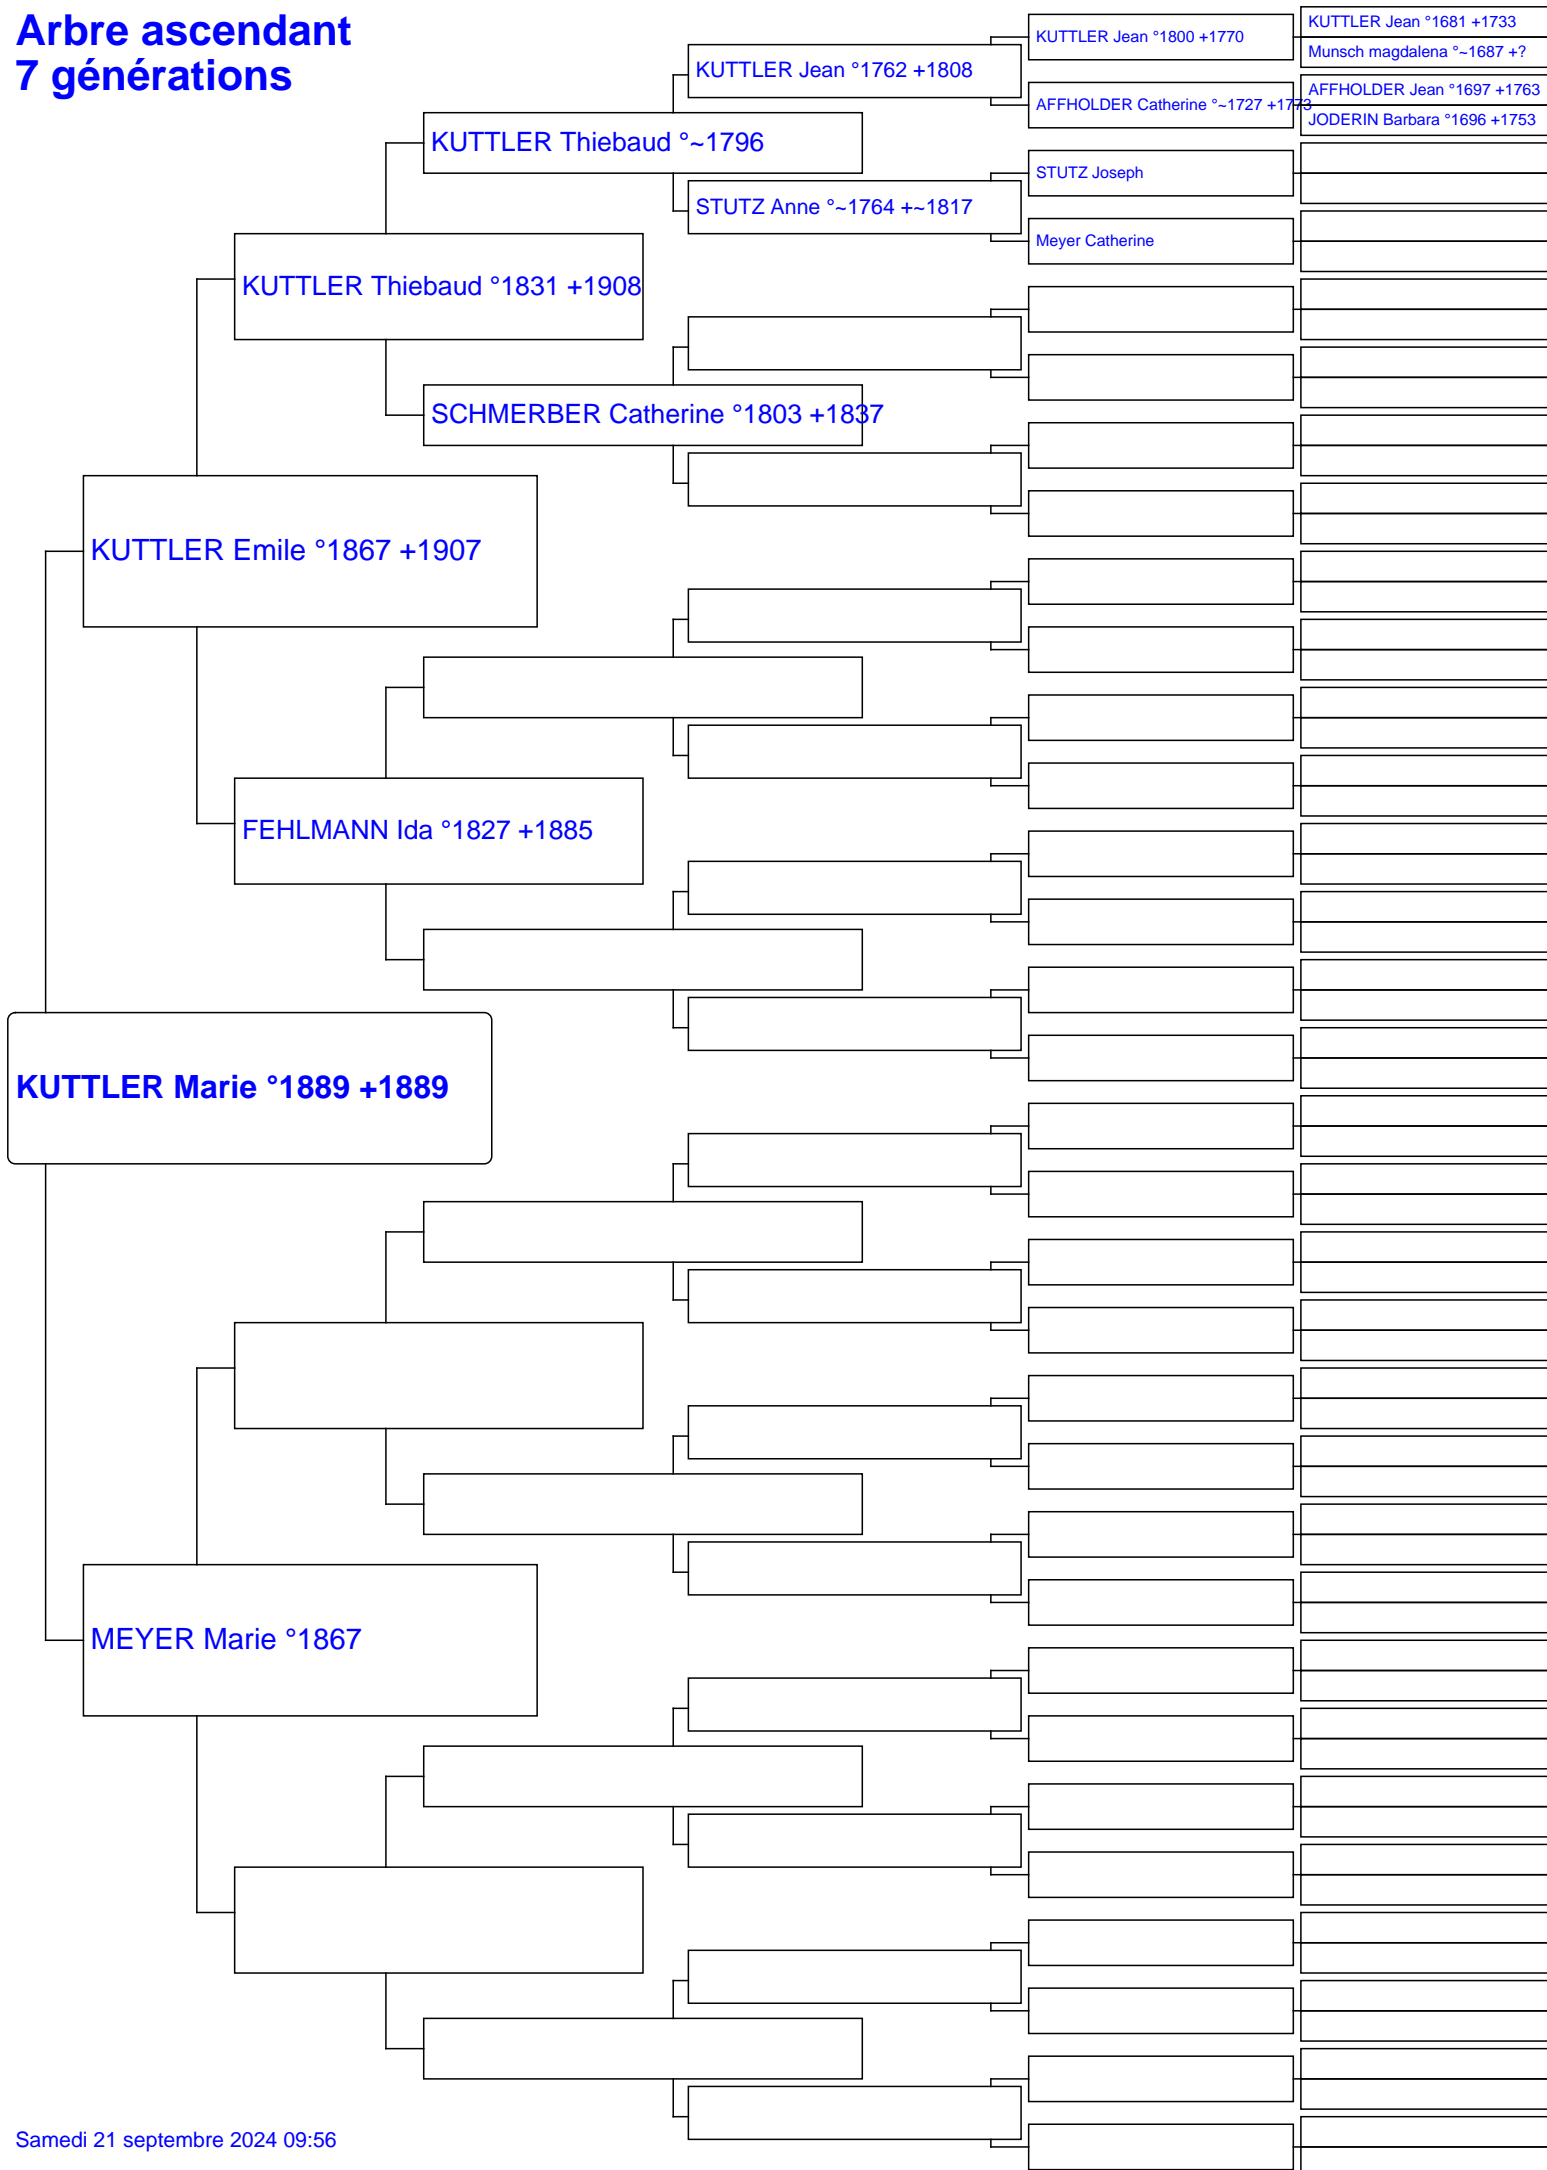 Arbre ascendant
7 générations
KUTTLER Jean °1681 +1733
KUTTLER Jean °1800 +1770
Munsch magdalena °~1687 +?
KUTTLER Jean °1762 +1808
AFFHOLDER Jean °1697 +1763
AFFHOLDER Catherine °~1727 +1773
JODERIN Barbara °1696 +1753
KUTTLER Thiebaud °~1796
STUTZ Joseph
STUTZ Anne °~1764 +~1817
Meyer Catherine
KUTTLER Thiebaud °1831 +1908
SCHMERBER Catherine °1803 +1837
KUTTLER Emile °1867 +1907
FEHLMANN Ida °1827 +1885
KUTTLER Marie °1889 +1889
MEYER Marie °1867
Samedi 21 septembre 2024 09:56